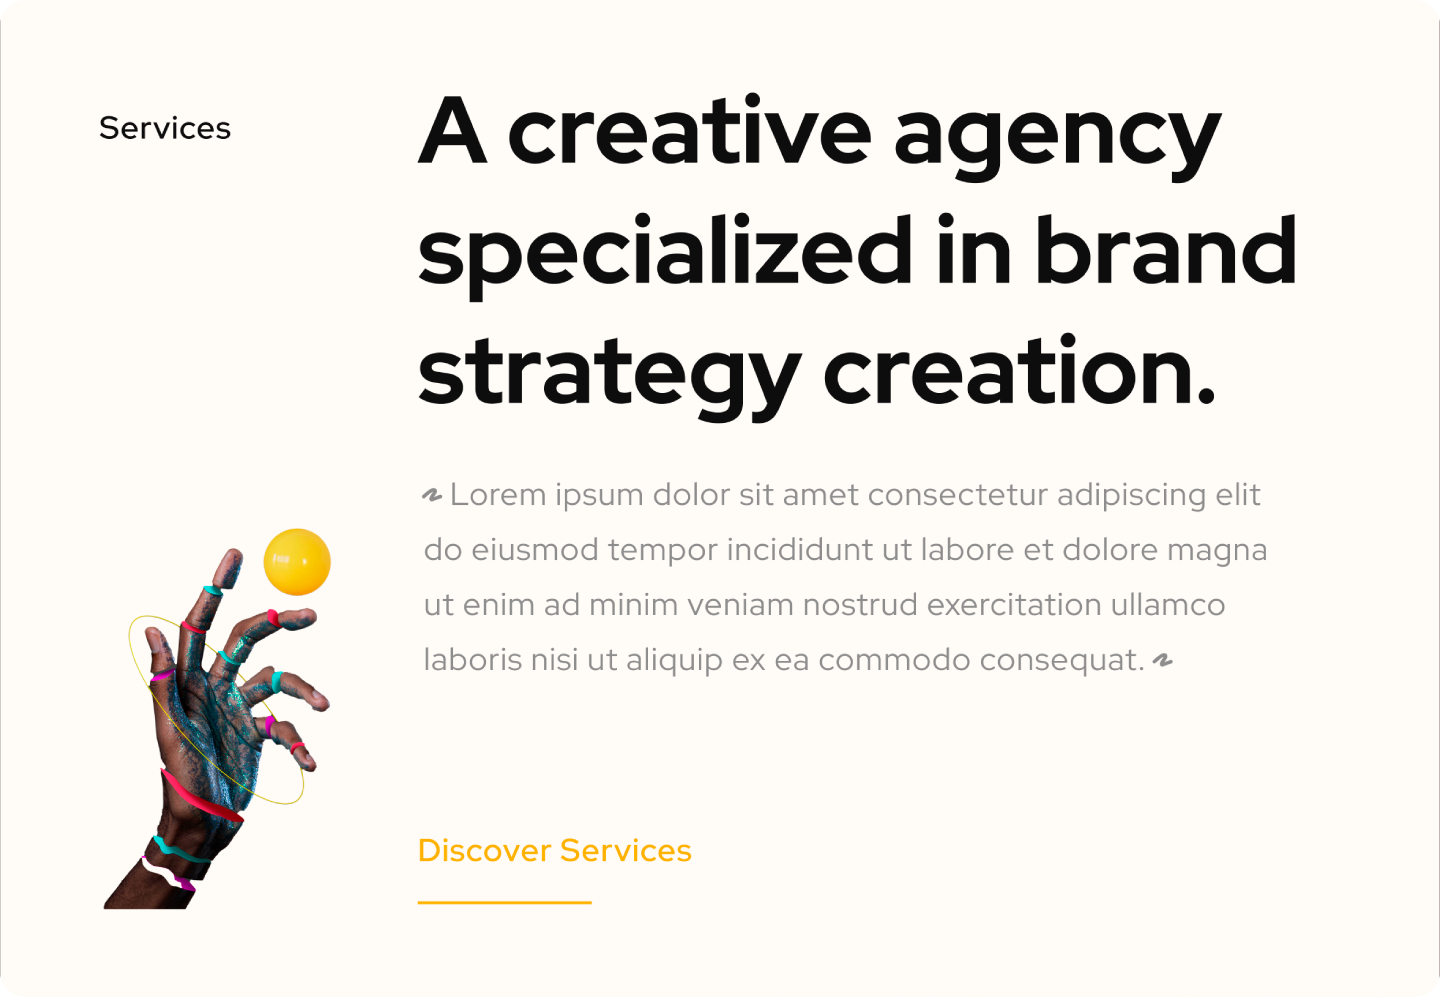 Services
A creative agency
specialized in brand
strategy creation.
Lorem ipsum dolor sit amet consectetur adipiscing elit
do eiusmod tempor incididunt ut labore et dolore magna
ut enim ad minim veniam nostrud exercitation ullamco
laboris nisi ut aliquip ex ea commodo consequat.
Discover Services